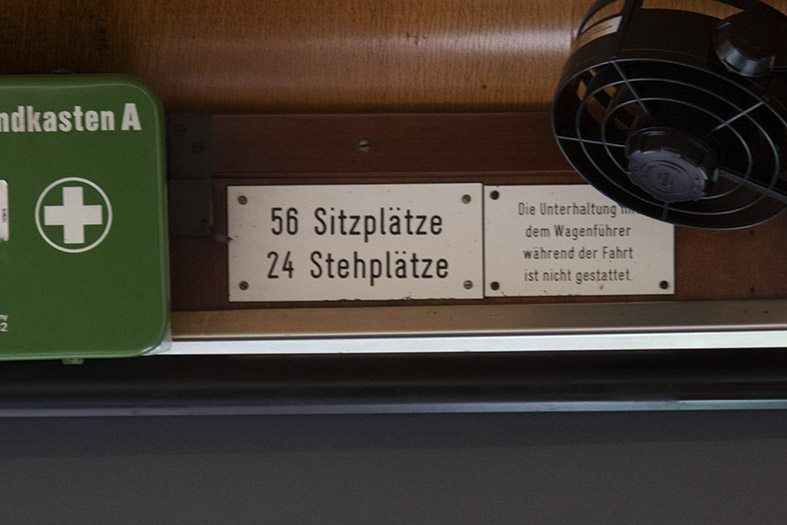 ndkasten A
56 Sitzplätze
24 Stehplätze
Die Unterhaltung
dem Wagenführer
während der Fahrt
ist nicht gestattet.